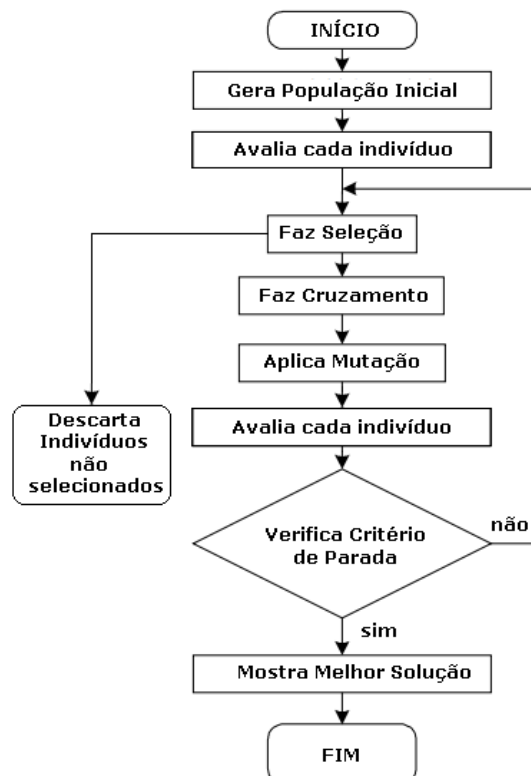 INÍCIO
Gera População Inicial
Avalia cada indivíduo
Faz Seleção
Faz Cruzamento
Aplica Mutação
Descarta
Indivíduos
não
selecionados
Avalia cada indivíduo
Verifica Critério
de Parada
não
sim
Mostra Melhor Solução
FIM